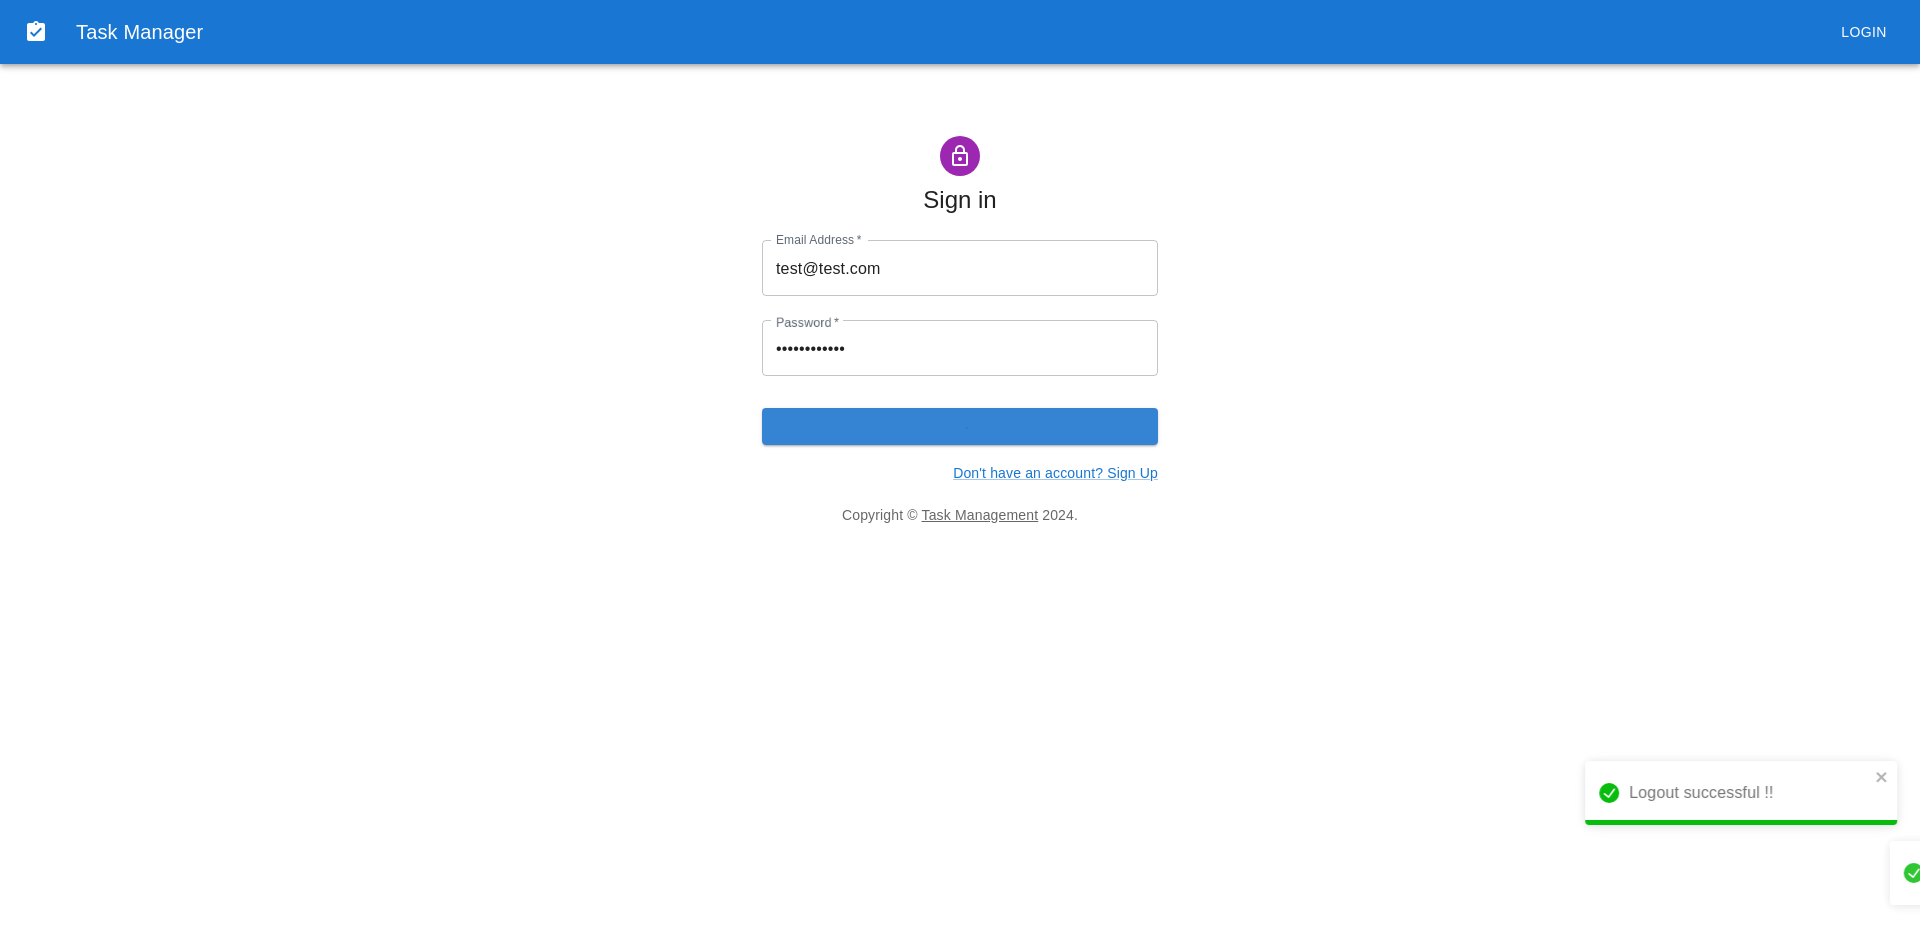 Task Manager
LOGIN
Sign in
Email Address *
test@test.com
Password *
••••••••••••
Don't have an account? Sign Up
Copyright © Task Management 2024.
Logout successful !!